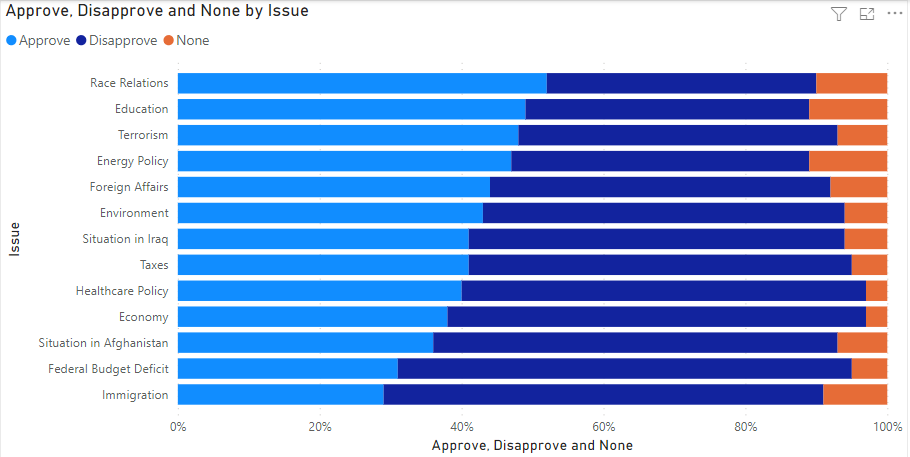 Approve, Disapprove and None by Issue
Approve Disapprove None
Race Relations
Education
Terrorism
Energy Policy
Foreign Affairs
Environment
Situation in Iraq
Taxes
Healthcare Policy
Economy
Situation in Afghanistan
Federal Budget Deficit
Immigration
Issue
0% 20% 40% 60% 80% 100%
Approve, Disapprove and None